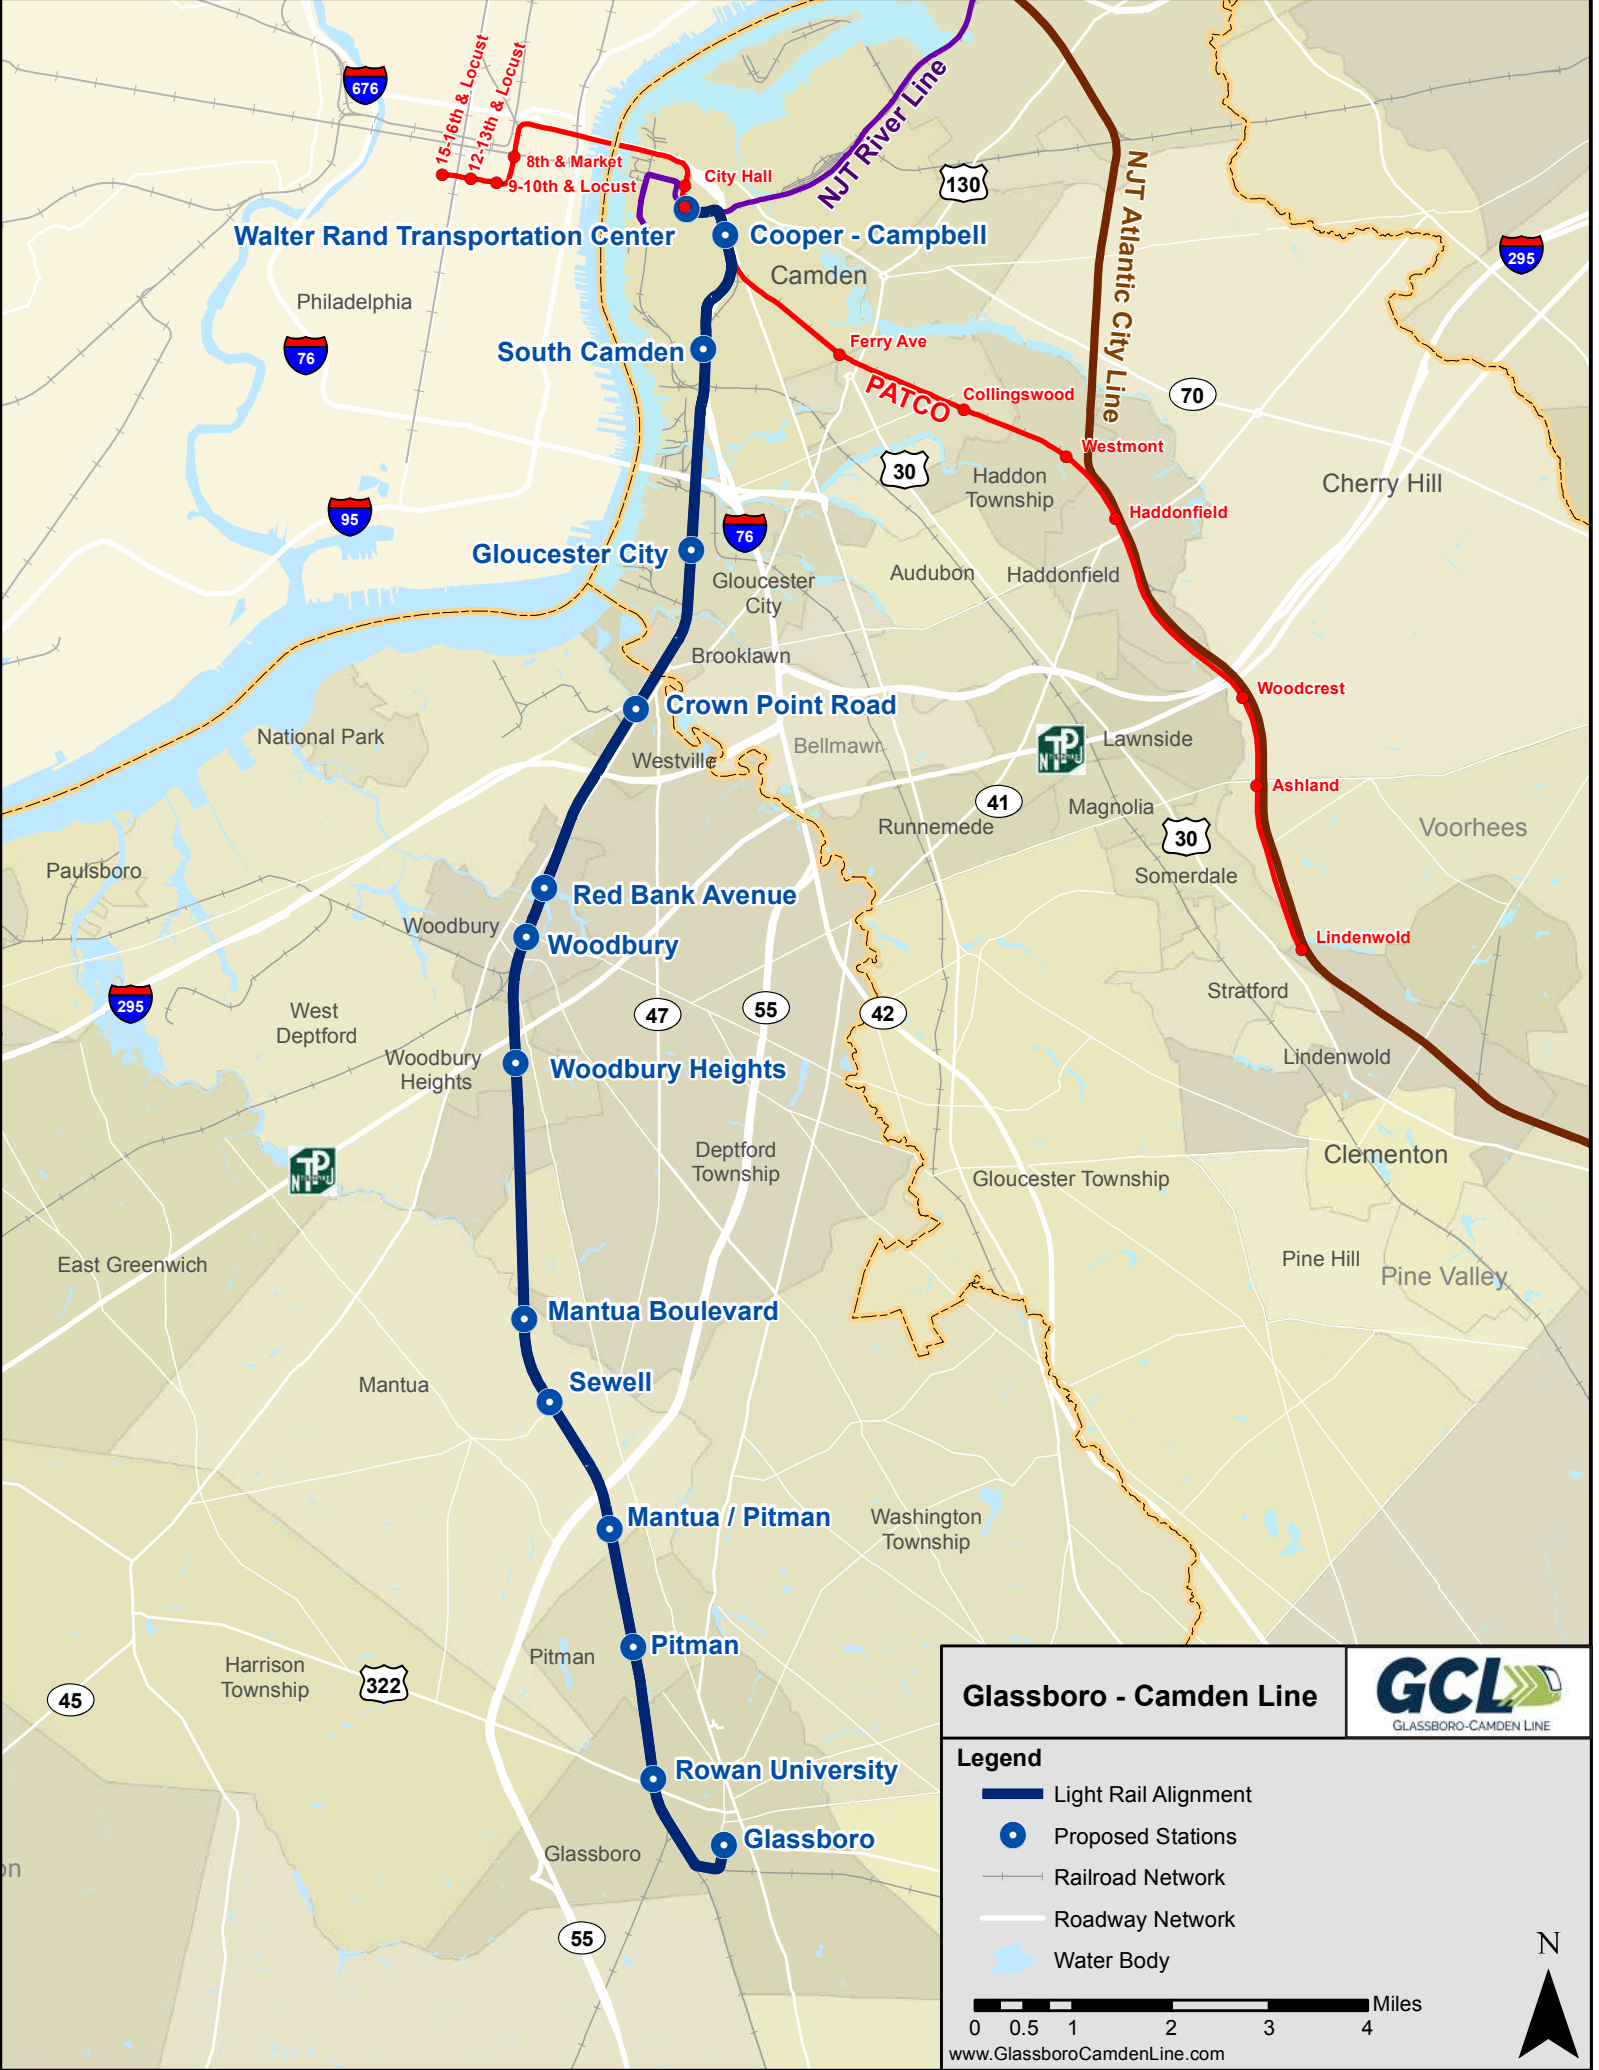 676
15-16th & Locust
12-13th & Locust
8th & Market
9-10th & Locust
City Hall
NJT River Line
130
NJT Atlantic City Line
295
Walter Rand Transportation Center
Cooper - Campbell
Camden
Philadelphia
76
South Camden
Ferry Ave
PATCO
Collingswood
70
Westmont
30
Haddon
Township
Cherry Hill
95
Haddonfield
76
Gloucester City
Gloucester
City
Audubon
Haddonfield
Brooklawn
Woodcrest
Crown Point Road
National Park
Bellmawr
Lawnside
NTPJ
Westville
Ashland
41
Magnolia
Runnemede
30
Voorhees
Paulsboro
Somerdale
Red Bank Avenue
Woodbury
Woodbury
Lindenwold
295
West
Deptford
47
55
42
Stratford
Woodbury
Heights
Woodbury Heights
Lindenwold
Deptford
Township
NTPJ
Clementon
Gloucester Township
East Greenwich
Pine Hill
Pine Valley
Mantua Boulevard
Mantua
Sewell
Mantua / Pitman
Washington
Township
Pitman
Pitman
Harrison
Township
322
45
Rowan University
Glassboro
Glassboro
on
55
Glassboro - Camden Line
GCL
GLASSBORO-CAMDEN LINE
Legend
Light Rail Alignment
Proposed Stations
Railroad Network
Roadway Network
Water Body
N
Miles
0 0.5 1 2 3 4
www.GlassboroCamdenLine.com